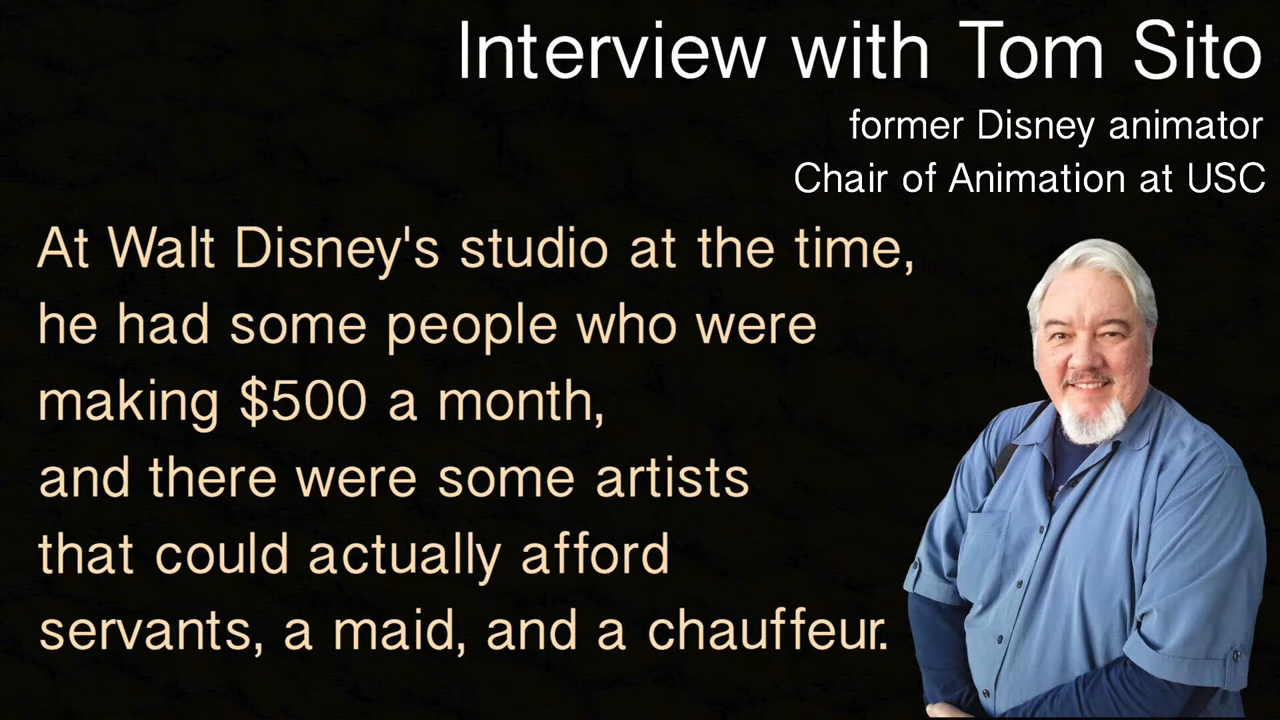 Interview with Tom Sito
former Disney animator
Chair of Animation at USC
At Walt Disney's studio at the time,
he had some people who were
making $500 a month,
and there were some artists
that could actually afford
servants, a maid, and a chauffeur.